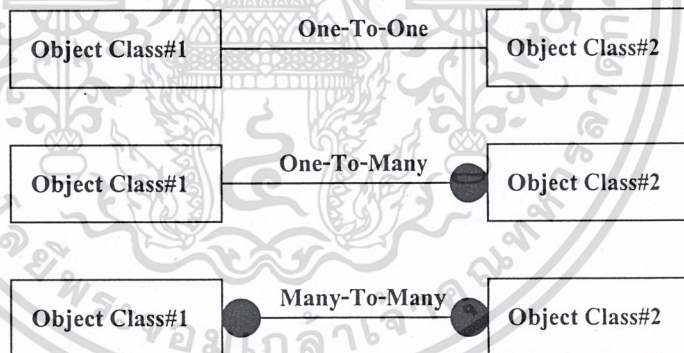 One-To-One
Object Class#1 Object Class#2
One-To-Many
Object Class#1 Object Class#2
Many-To-Many
Object Class#1 Object Class#2